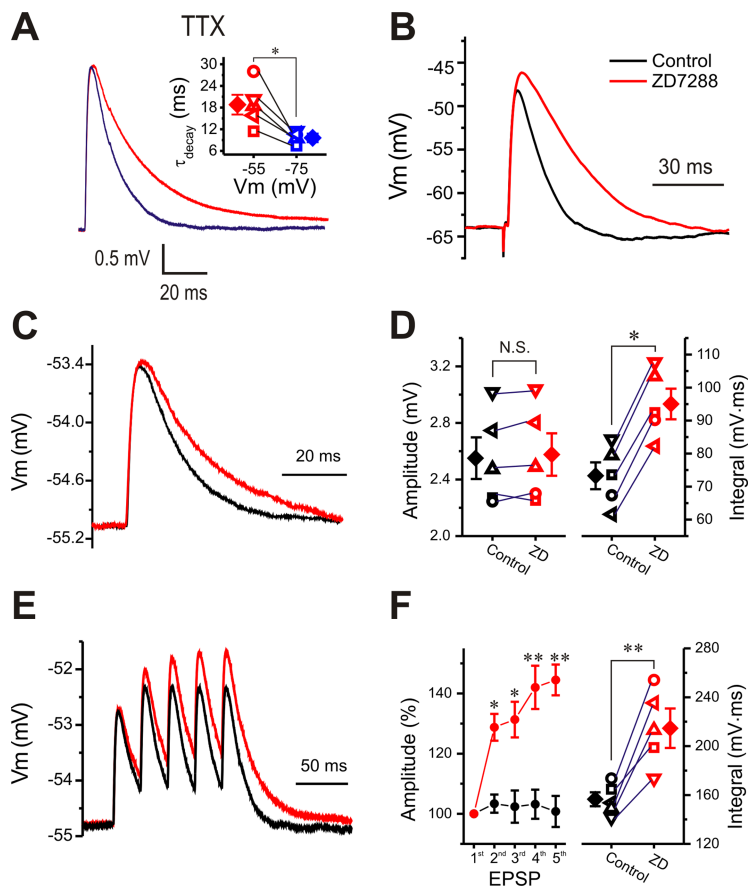 A
TTX
*
30
24
18
12
6
τdecay (ms)
-55
-75
Vm (mV)
0.5 mV
20 ms
B
Control
ZD7288
-45
-50
-55
-60
-65
Vm (mV)
30 ms
C
-53.4
-54.0
-54.6
-55.2
Vm (mV)
20 ms
D
N.S.
*
3.2
2.8
2.4
2.0
Amplitude (mV)
110
100
90
80
70
60
Integral (mV·ms)
Control
ZD
Control
ZD
E
-52
-53
-54
-55
Vm (mV)
50 ms
F
*
*
**
**
**
140
120
100
Amplitude (%)
1st
2nd
3rd
4th
5th
EPSP
280
240
200
160
120
Integral (mV·ms)
Control
ZD